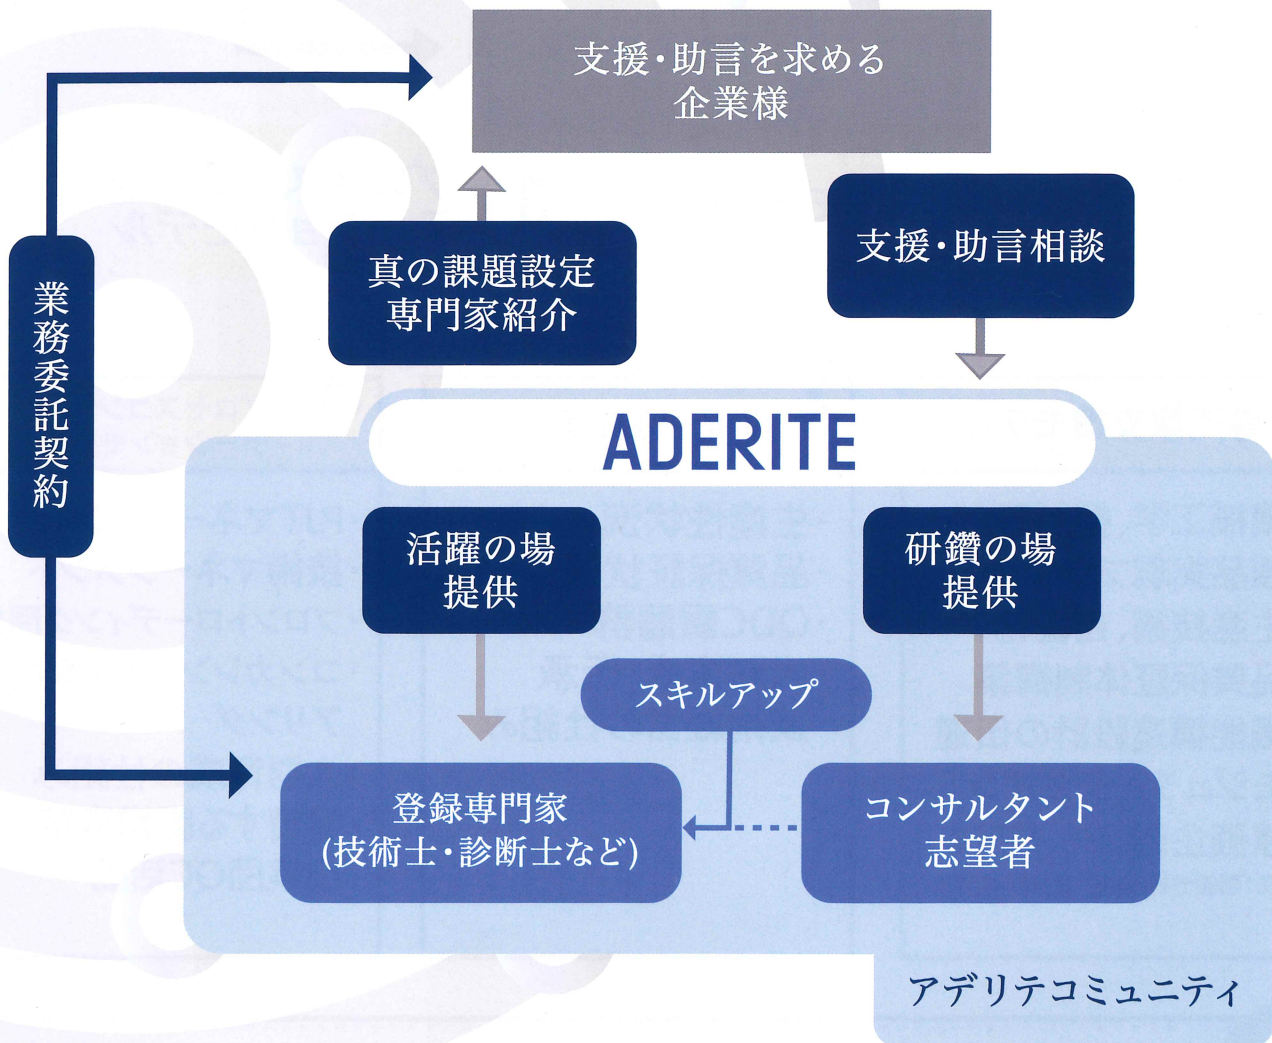 支援・助言を求める
企業様
支援・助言相談
真の課題設定
専門家紹介
業務委託契約
ADERITE
活躍の場
提供
研鑽の場
提供
スキルアップ
登録専門家
(技術士・診断士など)
コンサルタント
志望者
アデリテコミュニティ